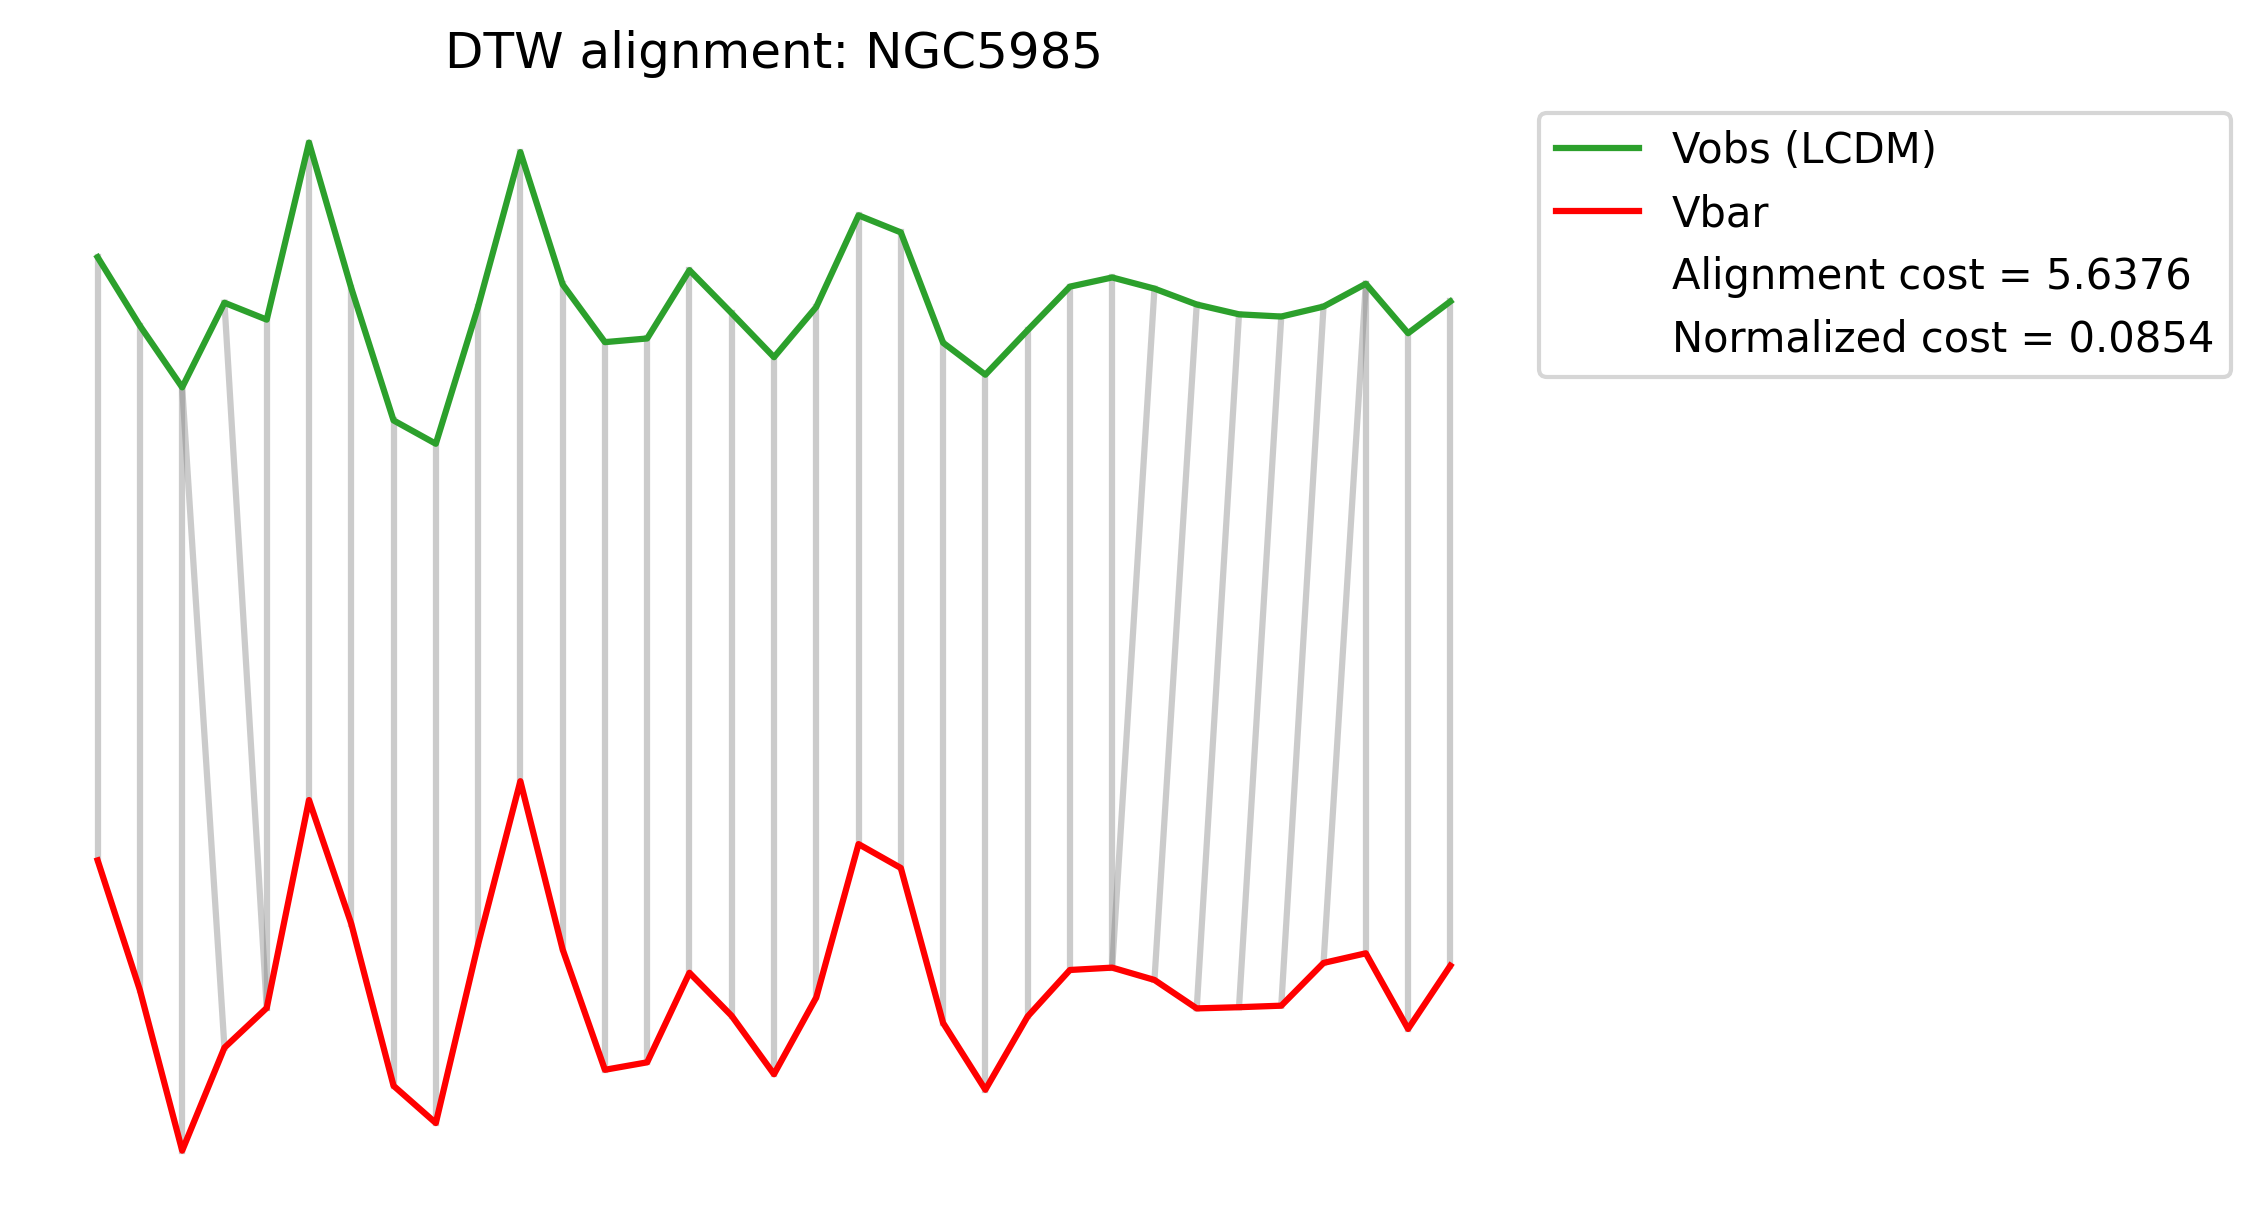 DTW alignment: NGC5985
Vobs (LCDM)
Vbar
Alignment cost = 5.6376
Normalized cost = 0.0854